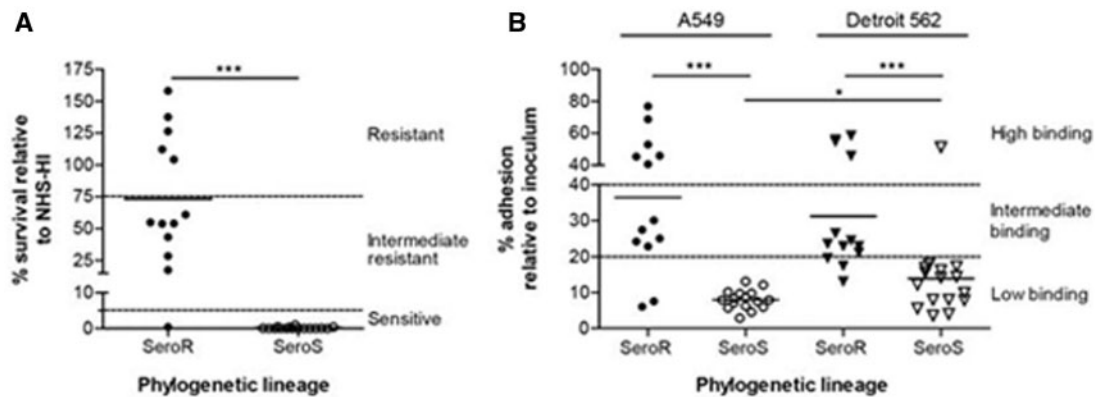 A
% survival relative
to NHS-HI
175
150
125
100
75
50
25
10
0
***
Resistant
Intermediate
resistant
Sensitive
SeroR SeroS
Phylogenetic lineage
B
A549 Detroit 562
% adhesion
relative to inoculum
100
80
60
40
40
30
20
10
0
*** ***
*
High binding
Intermediate
binding
Low binding
SeroR SeroS SeroR SeroS
Phylogenetic lineage